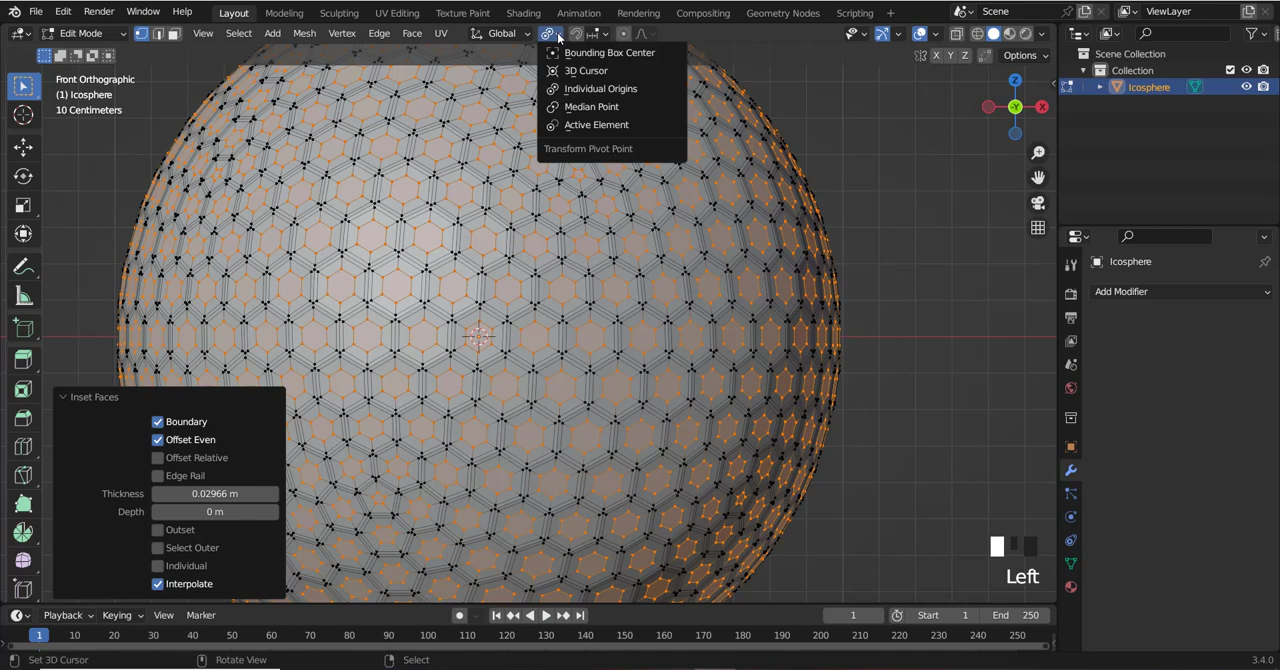 File Edit Render Window Help Layout Modeling Sculpting UV Editing Texture Paint Shading Animation Rendering Compositing Geometry Nodes Scripting + Scene ViewLayer
Edit Mode View Select Add Mesh Vertex Edge Face UV Global
X Y Z Options
Bounding Box Center
3D Cursor
Individual Origins
Median Point
Active Element
Transform Pivot Point
Front Orthographic
(1) Icosphere
10 Centimeters
Z
-Y
X
Scene Collection
Collection
Icosphere
Icosphere
Add Modifier
Inset Faces
Boundary
Offset Even
Offset Relative
Edge Rail
Thickness 0.02966 m
Depth 0 m
Outset
Select Outer
Individual
Interpolate
Left
Playback Keying View Marker 1 Start 1 End 250
1 10 20 30 40 50 60 70 80 90 100 110 120 130 140 150 160 170 180 190 200 210 220 230 240 250
Set 3D Cursor Rotate View Select 3.4.0